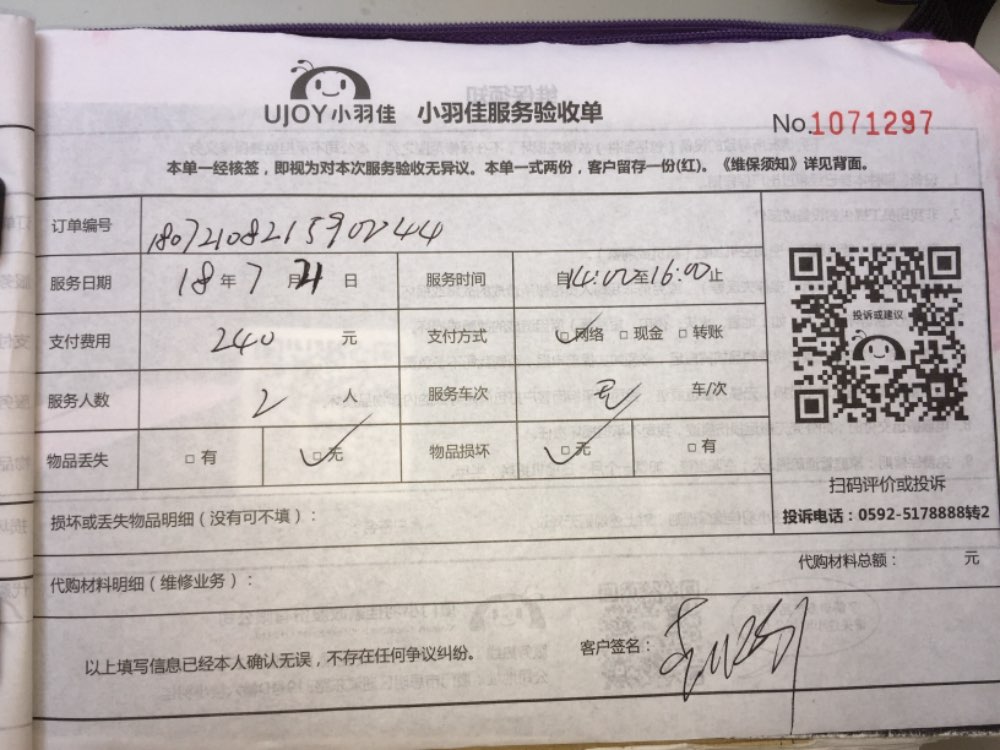 UJOY小羽佳 小羽佳服务验收单
No.1071297
本单一经核签，即视为对本次服务验收无异议。本单一式两份，客户留存一份(红)。《维保须知》详见背面。
订单编号 18072108215902244
服务日期 18年7月21日 服务时间 自14:00至16:00止
支付费用 240 元 支付方式 网络 现金 转账
投诉或建议
服务人数 2 人 服务车次 车/次
物品丢失 有 无 物品损坏 无 有
扫码评价或投诉
损坏或丢失物品明细（没有可不填）：
投诉电话：0592-5178888转2
代购材料明细（维修业务）：
代购材料总额： 元
以上填写信息已经本人确认无误，不存在任何争议纠纷。
客户签名：